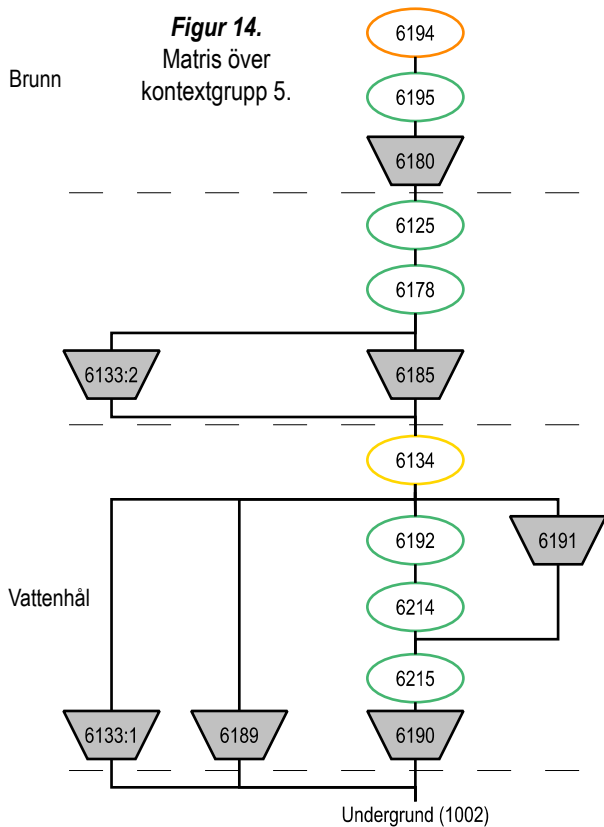 Figur 14.
Matris över
kontextgrupp 5.
6194
Brunn
6195
6180
6125
6178
6133:2
6185
6134
6192
6191
Vattenhål
6214
6215
6133:1
6189
6190
Undergrund (1002)